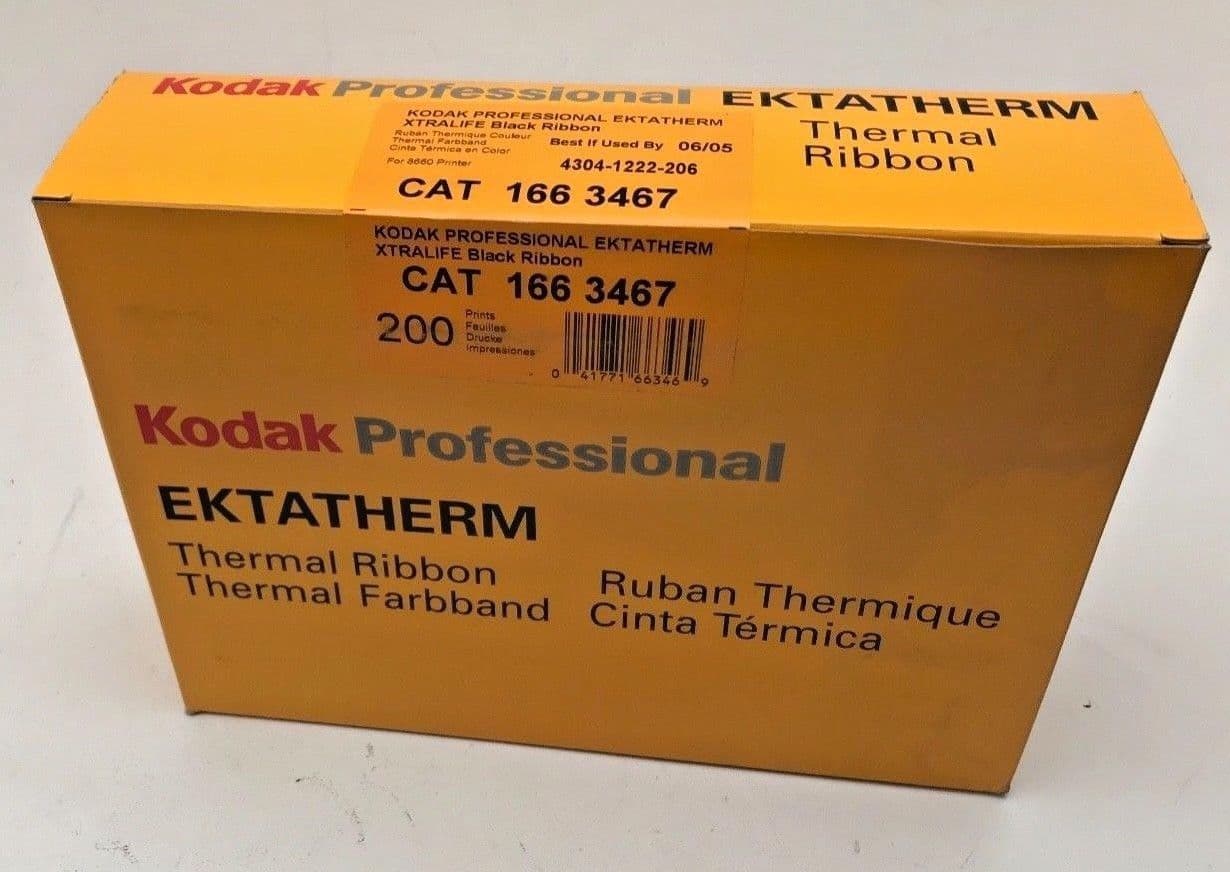 Kodak Professional EKTATHERM
Thermal
Ribbon
KODAK PROFESSIONAL EKTATHERM
XTRALIFE Black Ribbon
Ruban Thermique Couleur
Thermal Farbband
Cinta Térmica en Color
Best If Used By 06/05
For 8660 Printer
4304-1222-206
CAT 166 3467
KODAK PROFESSIONAL EKTATHERM
XTRALIFE Black Ribbon
CAT 166 3467
200
Prints
Feuilles
Drucke
Impressiones
0 41771 66346 9
Kodak Professional
EKTATHERM
Thermal Ribbon
Thermal Farbband
Ruban Thermique
Cinta Térmica